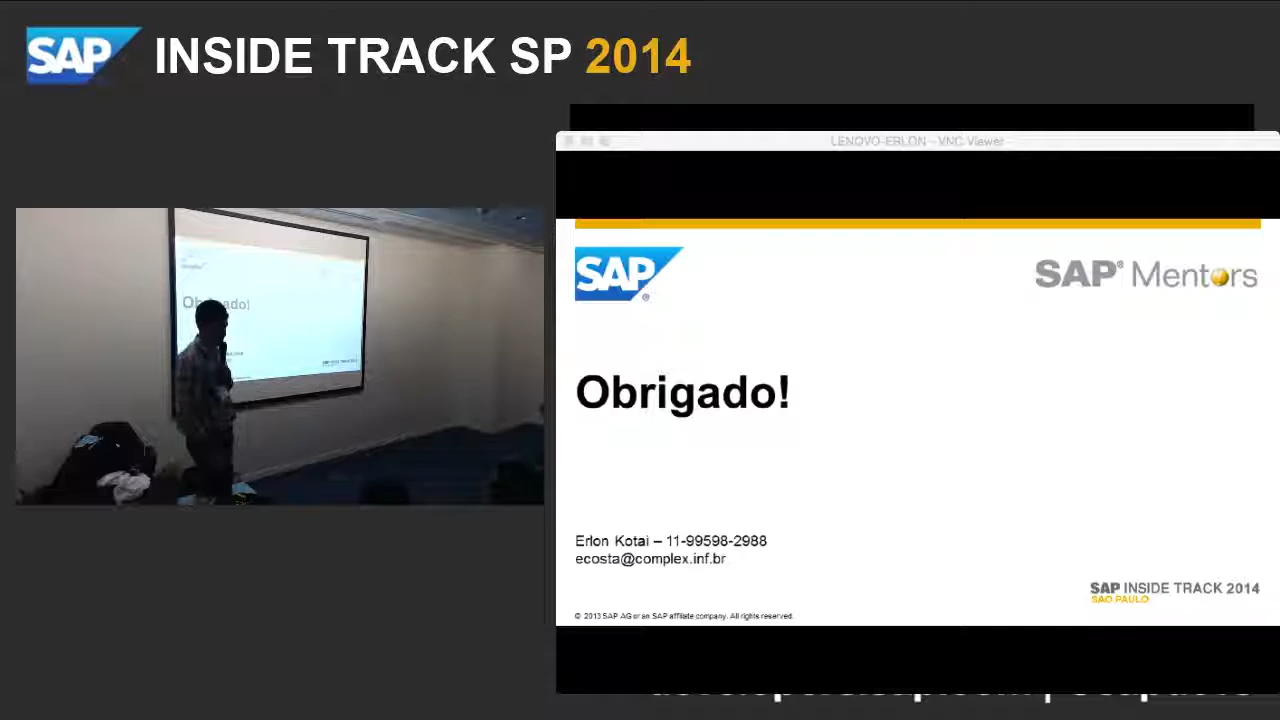 SAP INSIDE TRACK SP 2014
LENOVO-ERLON - VNC Viewer
SAP®
SAP® Mentors
Obrigado!
Obrigado!
Erlon Kotai – 11-99598-2988
ecosta@complex.inf.br
SAP INSIDE TRACK 2014
SAO PAULO
© 2013 SAP AG or an SAP affiliate company. All rights reserved.